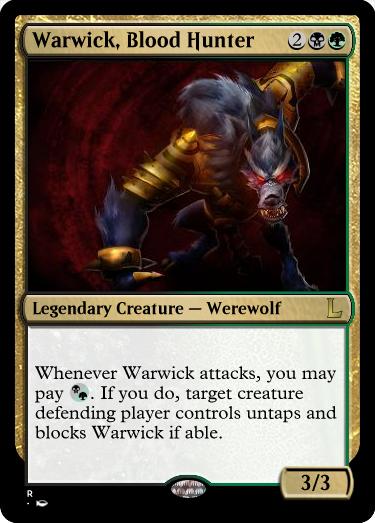 Warwick, Blood Hunter 2
L
Legendary Creature — Werewolf
Whenever Warwick attacks, you may
pay . If you do, target creature
defending player controls untaps and
blocks Warwick if able.
3/3
R